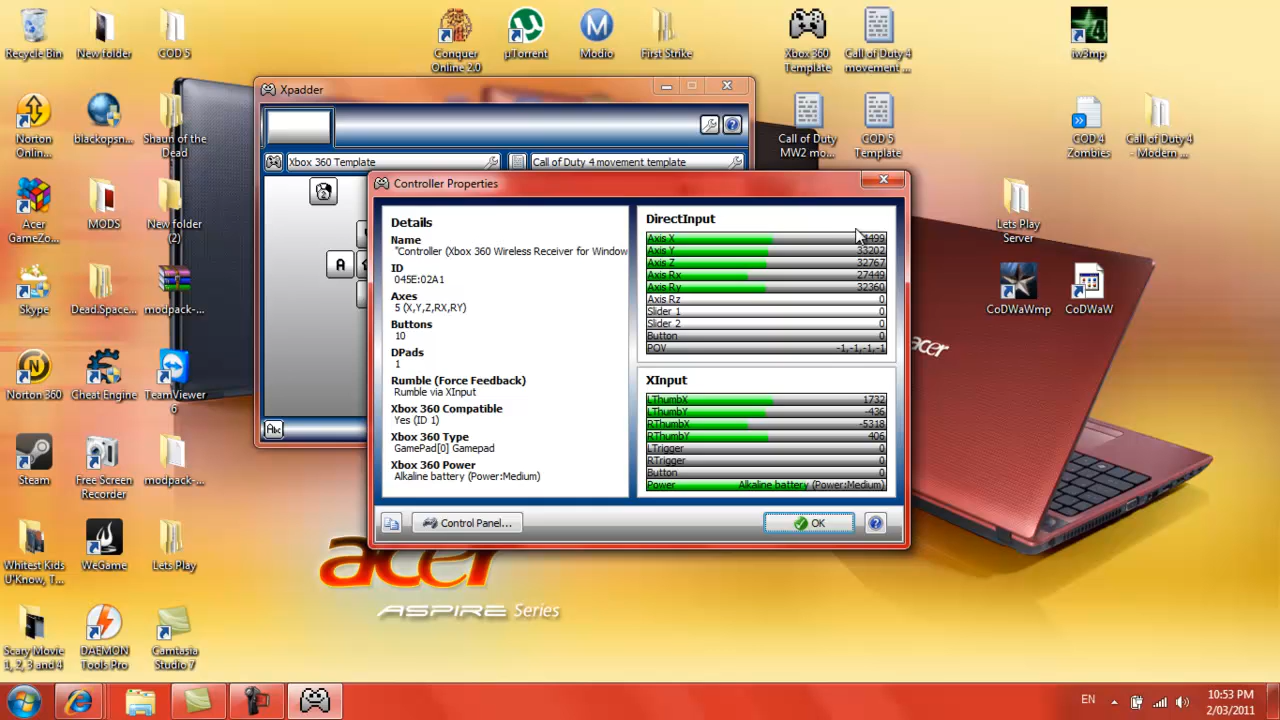 Recycle Bin
New folder
COD 5
Conquer
Online 2.0
µTorrent
Modio
First Strike
Xbox 360
Template
Call of Duty 4
movement ...
iw3mp
Norton
Onlin...
blackopsn...
Shaun of the
Dead
Call of Duty
MW2 mo...
COD 5
Template
COD 4
Zombies
Call of Duty 4
- Modern ...
Acer
GameZo...
MODS
New folder
(2)
Lets Play
Server
Skype
Dead.Space...
modpack-...
CoDWaWmp
CoDWaW
Norton 360
Cheat Engine
TeamViewer
6
Steam
Free Screen
Recorder
modpack-...
Whitest Kids
U'Know, T...
WeGame
Lets Play
Scary Movie
1, 2, 3 and 4
DAEMON
Tools Pro
Camtasia
Studio 7
Xpadder
Xbox 360 Template
Call of Duty 4 movement template
A
Abc
Controller Properties
Details
Name
"Controller (Xbox 360 Wireless Receiver for Window
ID
045E:02A1
Axes
5 (X,Y,Z,RX,RY)
Buttons
10
DPads
1
Rumble (Force Feedback)
Rumble via XInput
Xbox 360 Compatible
Yes (ID 1)
Xbox 360 Type
GamePad[0] Gamepad
Xbox 360 Power
Alkaline battery (Power:Medium)
DirectInput
Axis X
Axis Y 33202
Axis Z 32767
Axis Rx 27449
Axis Ry 32360
Axis Rz 0
Slider 1 0
Slider 2 0
Button 0
POV -1,-1,-1,-1
XInput
LThumbX 1732
LThumbY -436
RThumbX -5318
RThumbY 406
LTrigger 0
RTrigger 0
Button 0
Power Alkaline battery (Power:Medium)
Control Panel...
OK
acer
acer
ASPIRE Series
EN
10:53 PM
2/03/2011